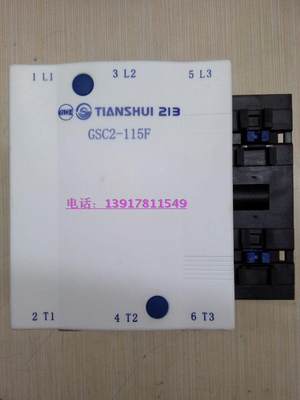 1 L1 3 L2 5 L3
TIANSHUI 213
GSC2-115F
电话：13917811549
2 T1 4 T2 6 T3